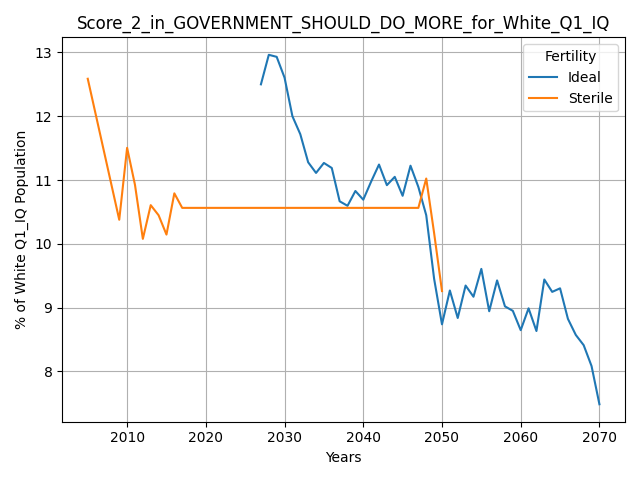 Score_2_in_GOVERNMENT_SHOULD_DO_MORE_for_White_Q1_IQ
Fertility
Ideal
Sterile
% of White Q1_IQ Population
13
12
11
10
9
8
2010 2020 2030 2040 2050 2060 2070
Years